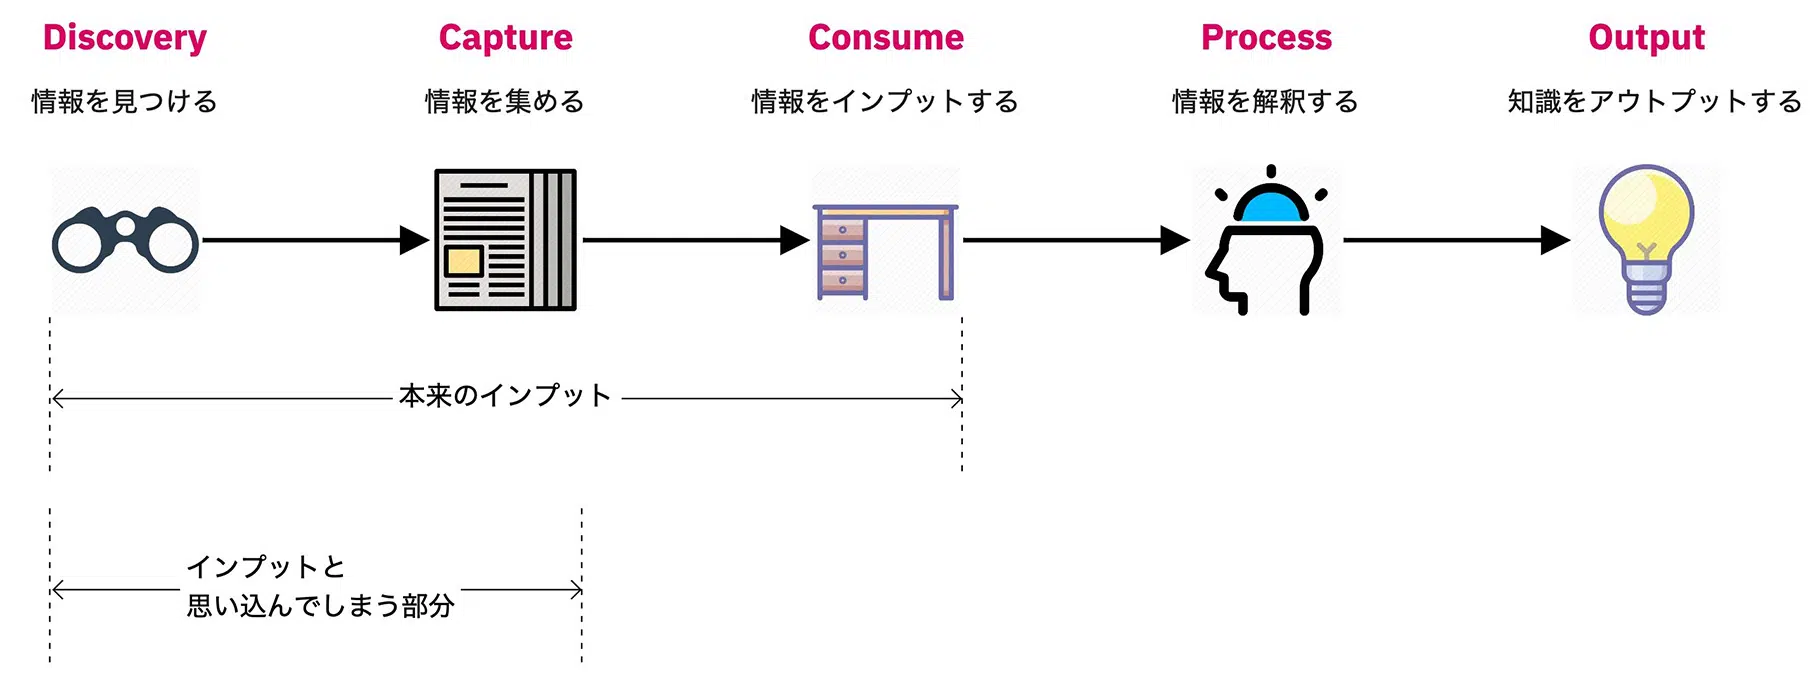 Discovery
Capture
Consume
Process
Output
情報を見つける
情報を集める
情報をインプットする
情報を解釈する
知識をアウトプットする
本来のインプット
インプットと
思い込んでしまう部分